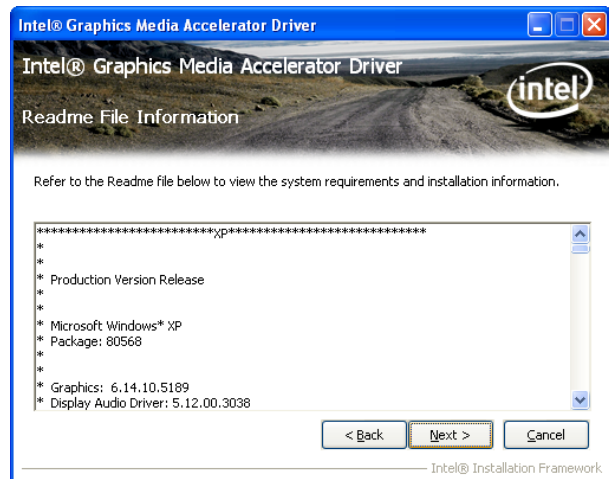 Intel® Graphics Media Accelerator Driver
Intel® Graphics Media Accelerator Driver
intel
Readme File Information
Refer to the Readme file below to view the system requirements and installation information.
*************************XP****************************
*
*
* Production Version Release
*
*
* Microsoft Windows* XP
* Package: 80568
*
*
* Graphics: 6.14.10.5189
* Display Audio Driver: 5.12.00.3038
< Back
Next >
Cancel
Intel® Installation Framework